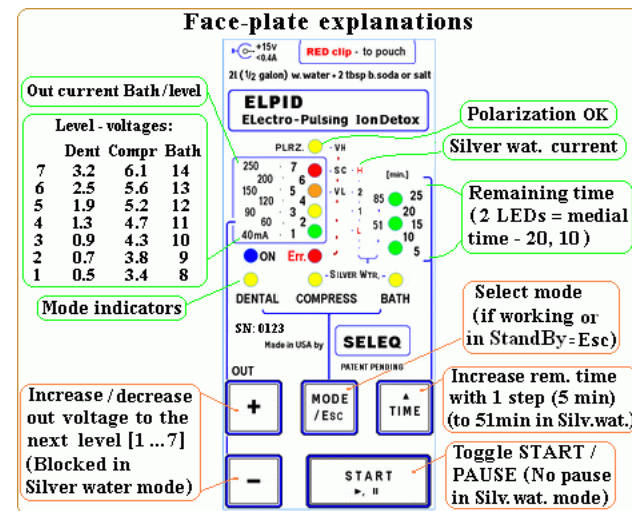 Face-plate explanations
+15v
<0.4A
RED clip - to pouch
2l (1/2 galon) w.water + 2 tbsp b.soda or salt
Out current Bath/level
ELPID
ELectro-Pulsing IonDetox
Level - voltages:
Dent Compr Bath
7 3.2 6.1 14
6 2.5 5.6 13
5 1.9 5.2 12
4 1.3 4.7 11
3 0.9 4.3 10
2 0.7 3.8 9
1 0.5 3.4 8
Polarization OK
Silver wat. current
PLRZ. - VH
250 - 7 - SC - H
200 6
150 - 5 - VL - 2
120 4 1
90 - 3
60 2 - L
40mA - 1
[min.]
85 25
20
51 15
10
5
Remaining time
(2 LEDs = medial
time - 20, 10)
ON Err.
- SILVER WTR. -
Mode indicators
DENTAL COMPRESS BATH
SN: 0123
Made in USA by
SELEQ
PATENT PENDING
Select mode
(if working or
in StandBy=Esc)
OUT
+
MODE
/ESC
▲
TIME
Increase rem. time
with 1 step (5 min)
(to 51min in Silv.wat.)
Increase / decrease
out voltage to the
next level [1 ...7]
(Blocked in
Silver water mode)
−
START
►, ⏸
Toggle START /
PAUSE (No pause
in Silv. wat. mode)